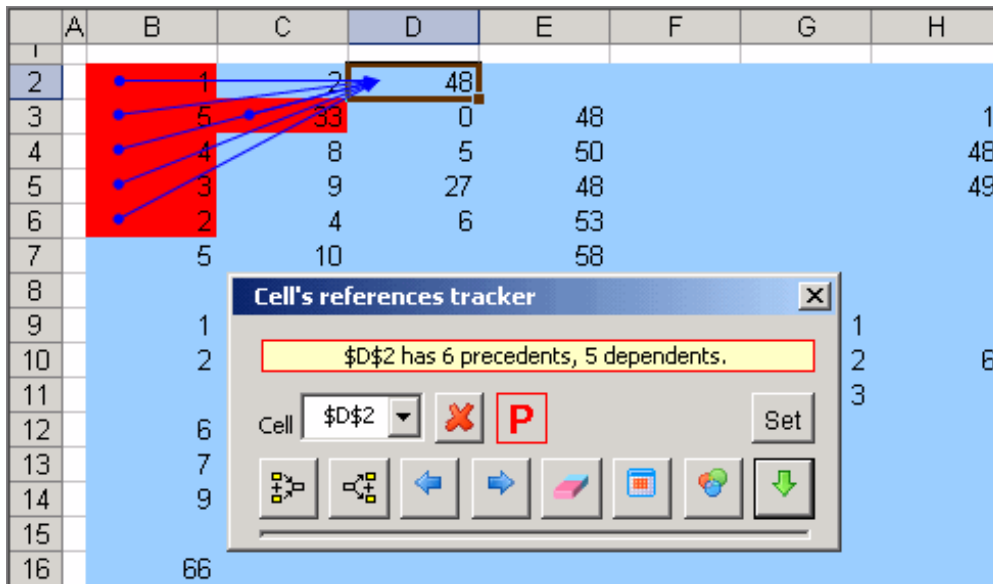 A B C D E F G H
1
2 1 2 48
3 5 33 0 48 1
4 4 8 5 50 48
5 3 9 27 48 49
6 2 4 6 53
7 5 10 58
8
Cell's references tracker
9 1 1
$D$2 has 6 precedents, 5 dependents.
10 2 2 6
11 3
Cell $D$2 P Set
12 6
13 7
14 9
15
16 66